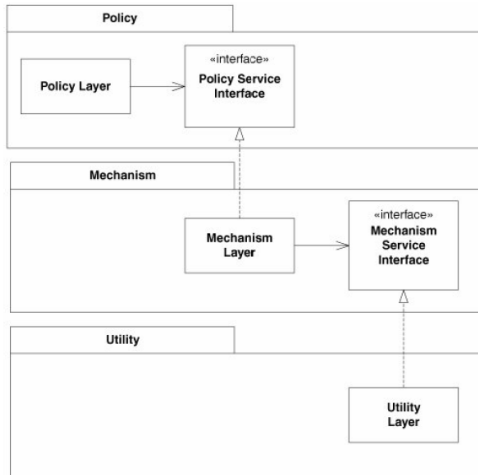 Policy
Policy Layer
«interface»
Policy Service
Interface
Mechanism
Mechanism
Layer
«interface»
Mechanism
Service
Interface
Utility
Utility
Layer